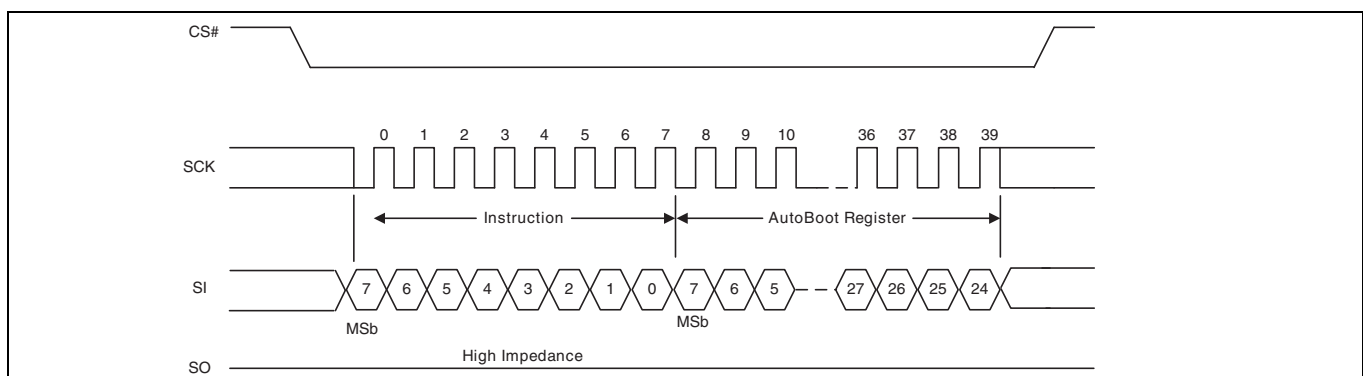 CS#
0 1 2 3 4 5 6 7 8 9 10 36 37 38 39
SCK
Instruction AutoBoot Register
SI 7 6 5 4 3 2 1 0 7 6 5 27 26 25 24
MSb MSb
High Impedance
SO